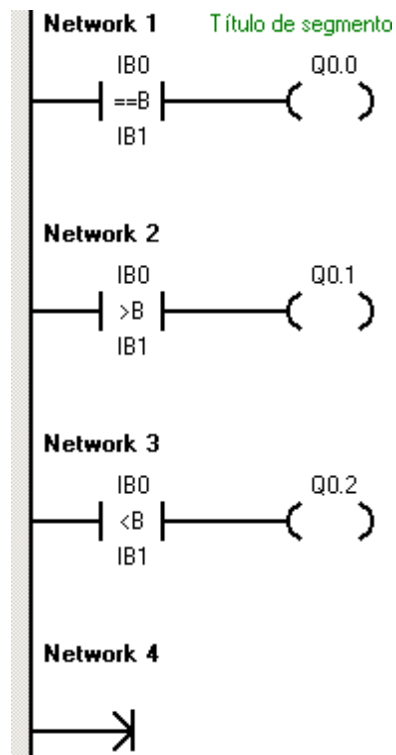 Network 1 Título de segmento
IB0 Q0.0
==B
IB1
Network 2
IB0 Q0.1
>B
IB1
Network 3
IB0 Q0.2
<B
IB1
Network 4